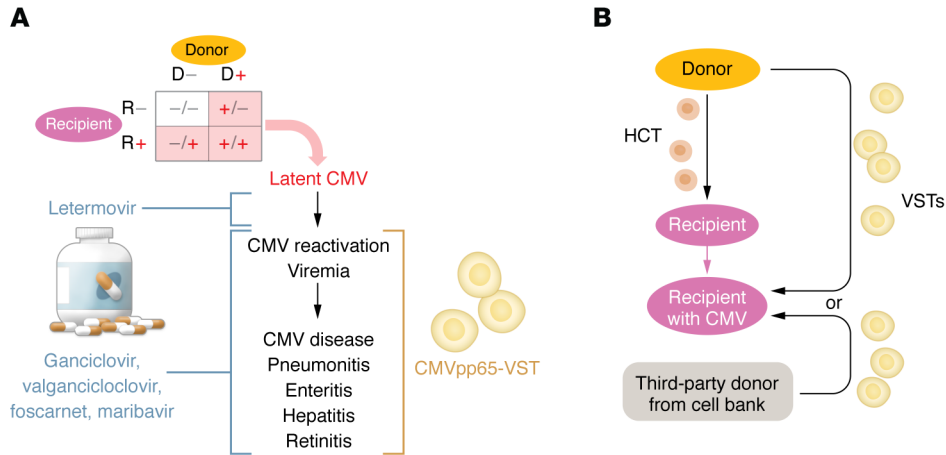 A
Donor
D− D+
R− −/− +/−
Recipient
R+ −/+ +/+
Latent CMV
Letermovir
CMV reactivation
Viremia
CMV disease
Pneumonitis
Enteritis
Hepatitis
Retinitis
Ganciclovir,
valgancicloclovir,
foscarnet, maribavir
CMVpp65-VST
B
Donor
HCT
VSTs
Recipient
Recipient
with CMV
or
Third-party donor
from cell bank